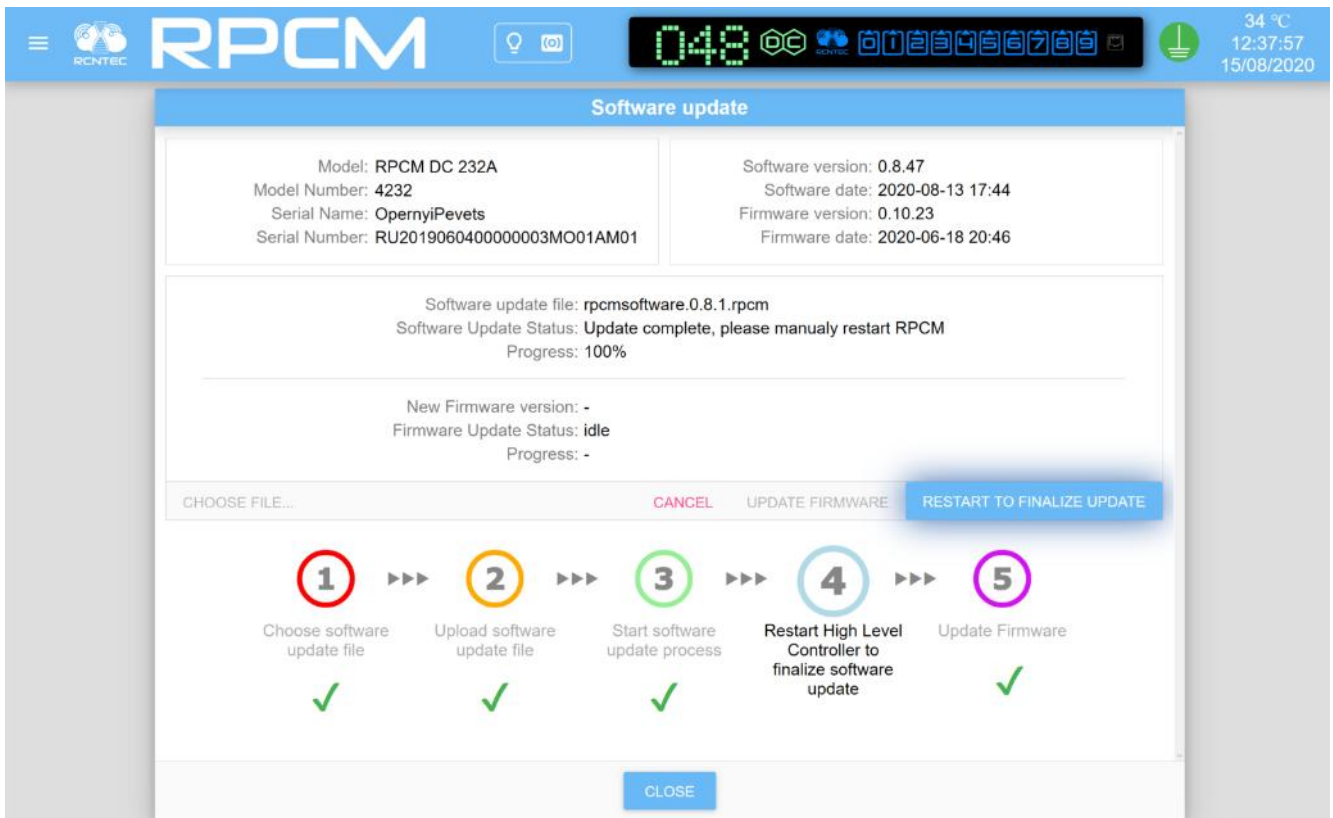 RCNTEC
RPCM
048 DC RCNTEC 0 1 2 3 4 5 6 7 8 9
34 °C
12:37:57
15/08/2020
Software update
Model: RPCM DC 232A
Model Number: 4232
Serial Name: OpernyiPevets
Serial Number: RU2019060400000003MO01AM01
Software version: 0.8.47
Software date: 2020-08-13 17:44
Firmware version: 0.10.23
Firmware date: 2020-06-18 20:46
Software update file: rpcmsoftware.0.8.1.rpcm
Software Update Status: Update complete, please manualy restart RPCM
Progress: 100%
New Firmware version: -
Firmware Update Status: idle
Progress: -
CHOOSE FILE... CANCEL UPDATE FIRMWARE RESTART TO FINALIZE UPDATE
1 2 3 4 5
Choose software
update file
Upload software
update file
Start software
update process
Restart High Level
Controller to
finalize software
update
Update Firmware
CLOSE